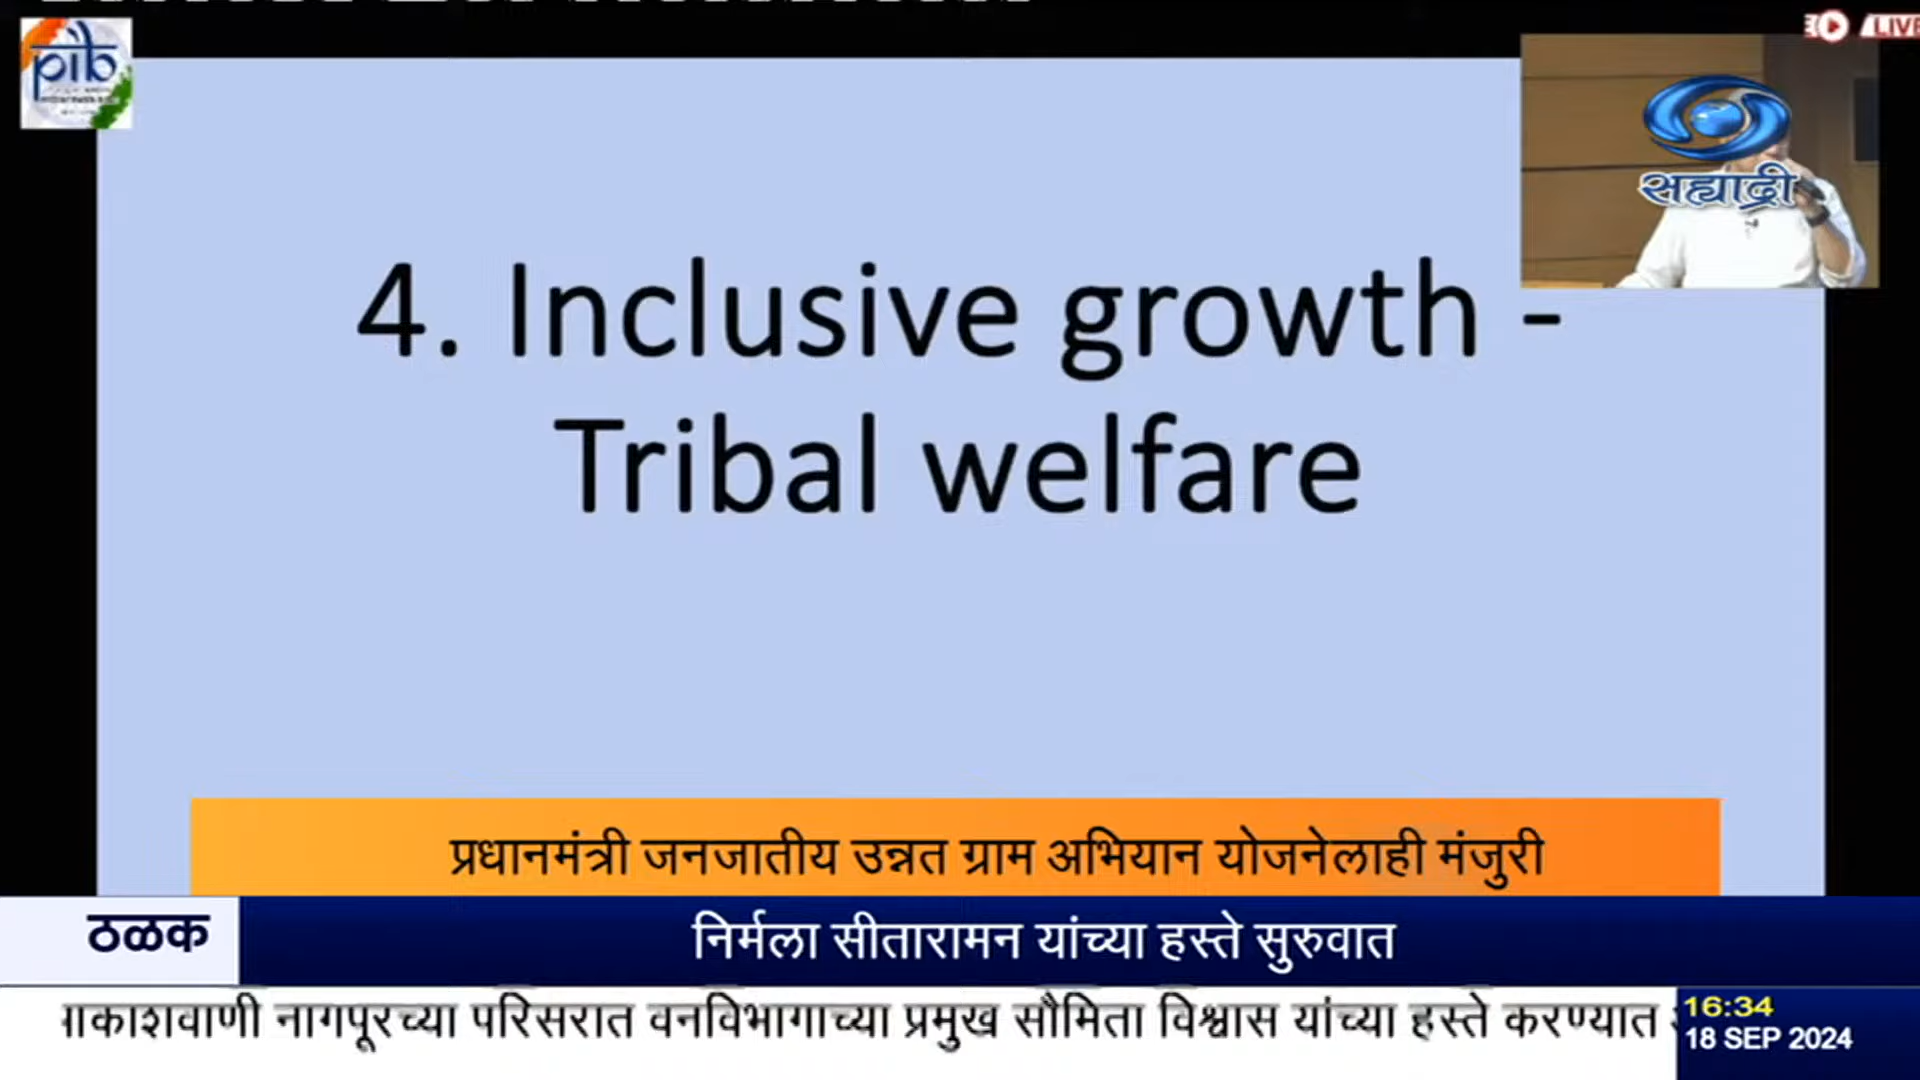 pib
LIVE
सह्याद्री
4. Inclusive growth -
Tribal welfare
प्रधानमंत्री जनजातीय उन्नत ग्राम अभियान योजनेलाही मंजुरी
ठळक
निर्मला सीतारामन यांच्या हस्ते सुरुवात
नागपूरच्या परिसरात वनविभागाच्या प्रमुख सौमिता विश्वास यांच्या हस्ते करण्यात
16:34
18 SEP 2024